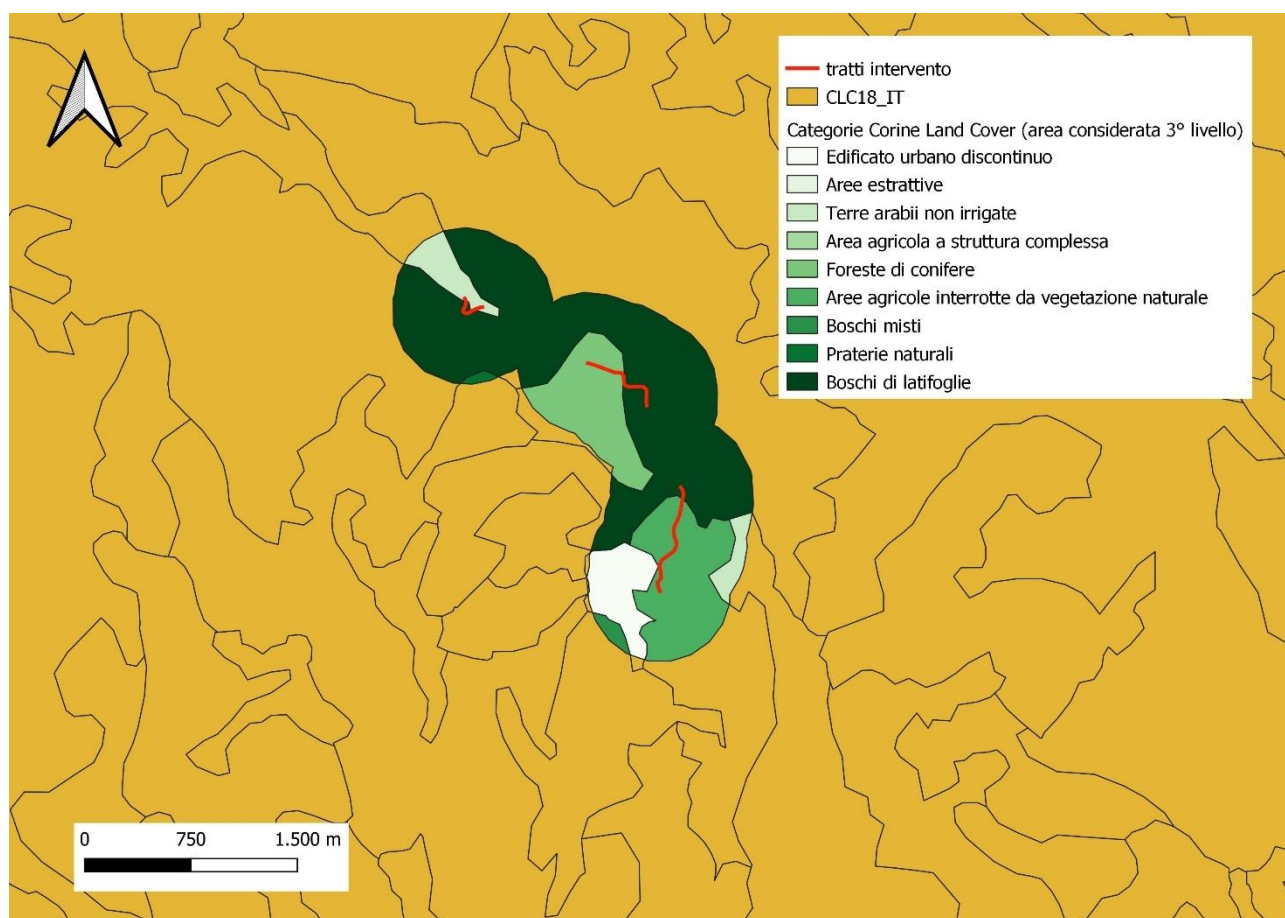 tratti intervento
CLC18_IT
Categorie Corine Land Cover (area considerata 3° livello)
Edificato urbano discontinuo
Aree estrattive
Terre arabii non irrigate
Area agricola a struttura complessa
Foreste di conifere
Aree agricole interrotte da vegetazione naturale
Boschi misti
Praterie naturali
Boschi di latifoglie
0 750 1.500 m